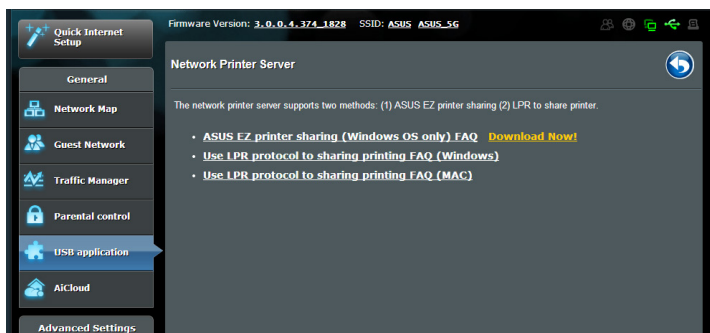 Quick Internet
Setup
Firmware Version: 3.0.0.4.374_1828 SSID: ASUS ASUS_5G
General
Network Map
Guest Network
Traffic Manager
Parental control
USB application
AiCloud
Advanced Settings
Network Printer Server
The network printer server supports two methods: (1) ASUS EZ printer sharing (2) LPR to share printer.
ASUS EZ printer sharing (Windows OS only) FAQ Download Now!
Use LPR protocol to sharing printing FAQ (Windows)
Use LPR protocol to sharing printing FAQ (MAC)